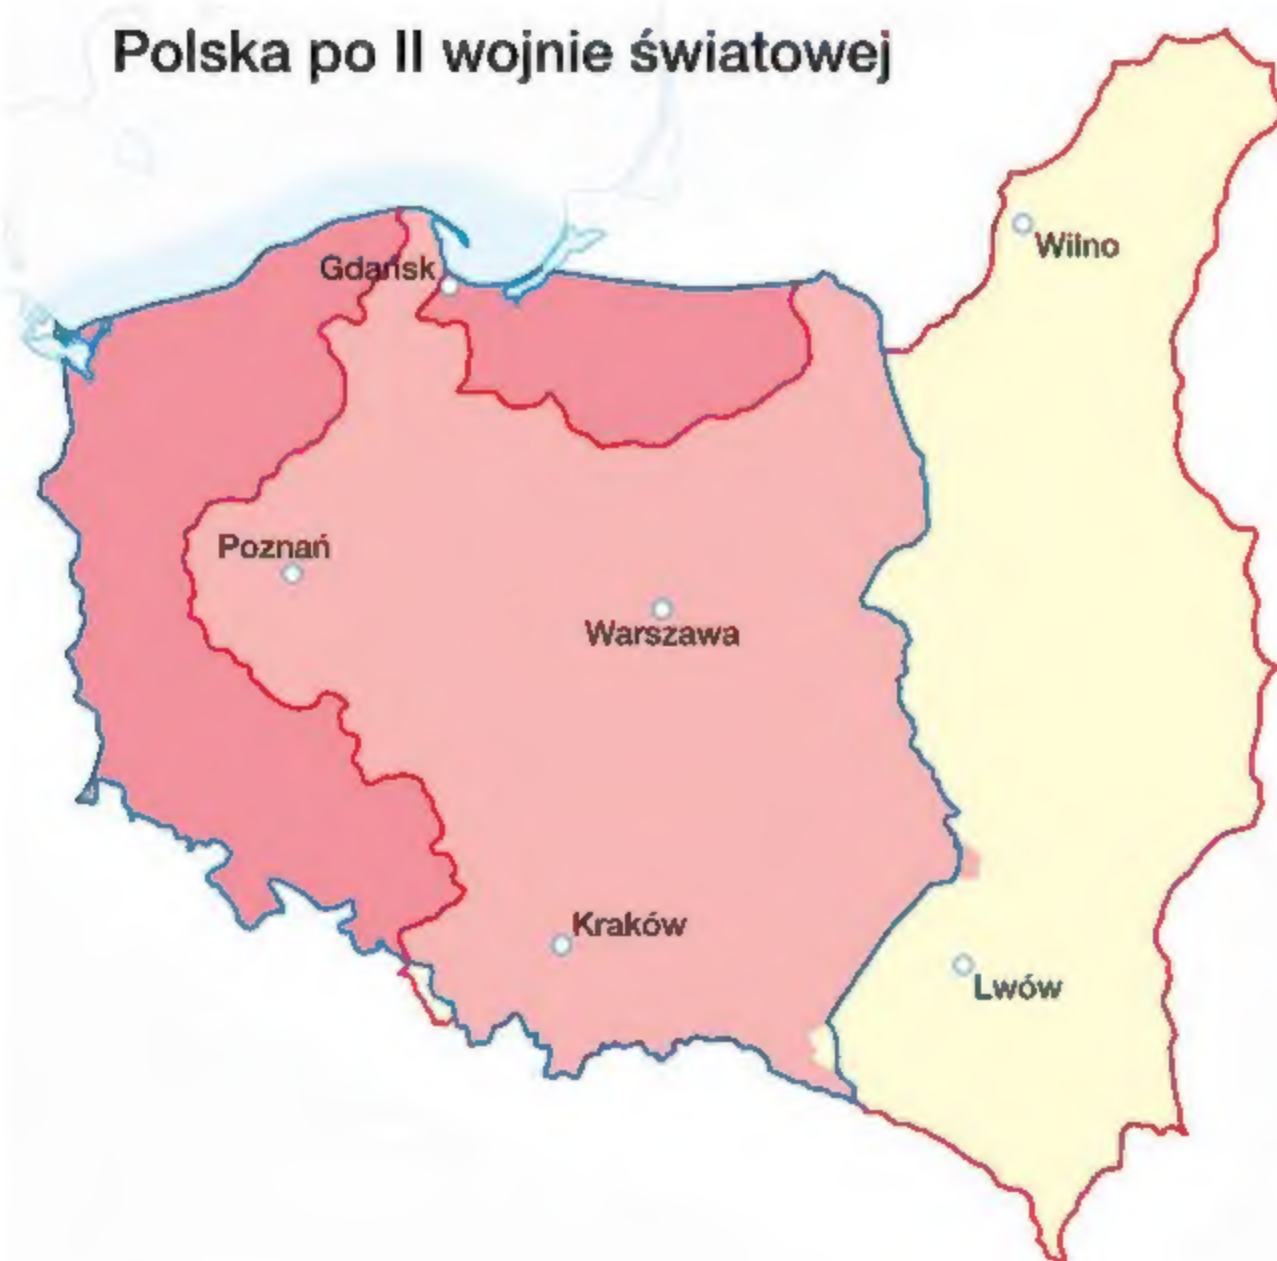 Polska po II wojnie światowej
Wilno
Gdańsk
Poznań
Warszawa
Kraków
Lwów